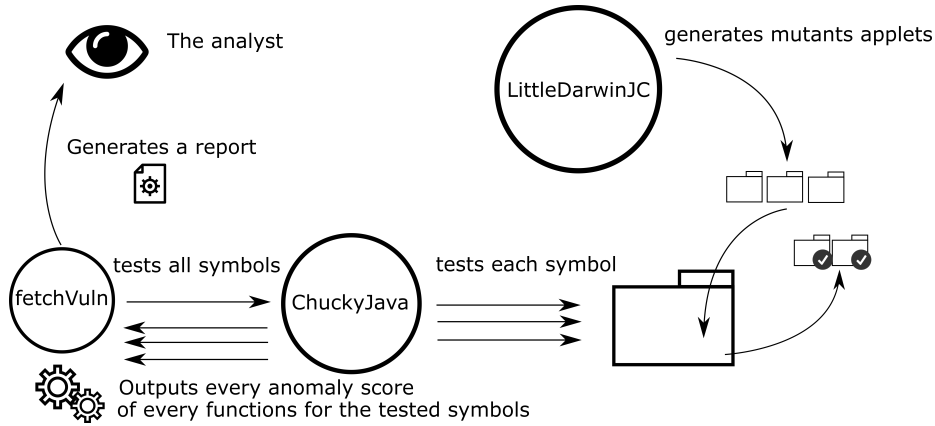 The analyst
generates mutants applets
LittleDarwinJC
Generates a report
tests all symbols
tests each symbol
fetchVuln
ChuckyJava
Outputs every anomaly score
of every functions for the tested symbols